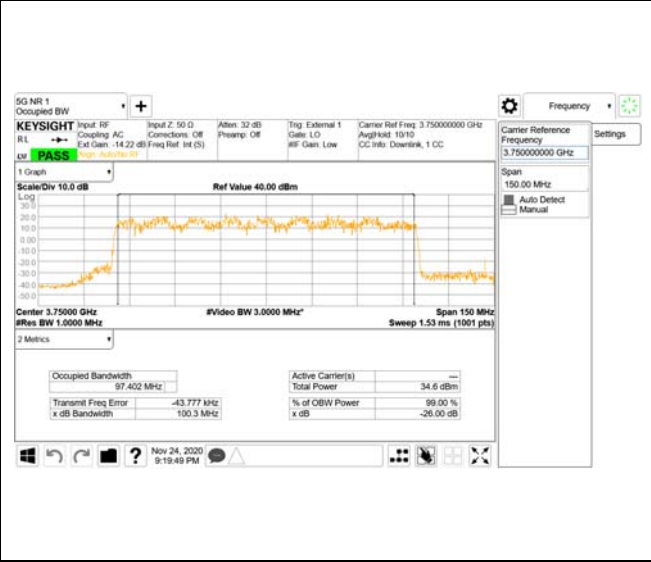 5G NR 1
Occupied BW
Frequency
KEYSIGHT
R L
PASS
Input: RF
Coupling: AC
Ext Gain: -14.22 dB
Align: Auto/No RF
Input Z: 50 Ω
Corrections: Off
Freq Ref: Int (S)
Atten: 32 dB
Preamp: Off
Trig: External 1
Gate: LO
#IF Gain: Low
Carrier Ref Freq: 3.750000000 GHz
Avg|Hold: 10/10
CC Info: Downlink, 1 CC
Carrier Reference
Frequency
3.750000000 GHz
Settings
Span
150.00 MHz
Auto Detect
Manual
1 Graph
Scale/Div 10.0 dB
Ref Value 40.00 dBm
Log
30.0
20.0
10.0
0.00
-10.0
-20.0
-30.0
-40.0
-50.0
Center 3.75000 GHz
#Video BW 3.0000 MHz*
Span 150 MHz
#Res BW 1.0000 MHz
Sweep 1.53 ms (1001 pts)
2 Metrics
Occupied Bandwidth
97.402 MHz
Transmit Freq Error -43.777 kHz
x dB Bandwidth 100.3 MHz
Active Carrier(s) ---
Total Power 34.6 dBm
% of OBW Power 99.00 %
x dB -26.00 dB
Nov 24, 2020
9:19:49 PM